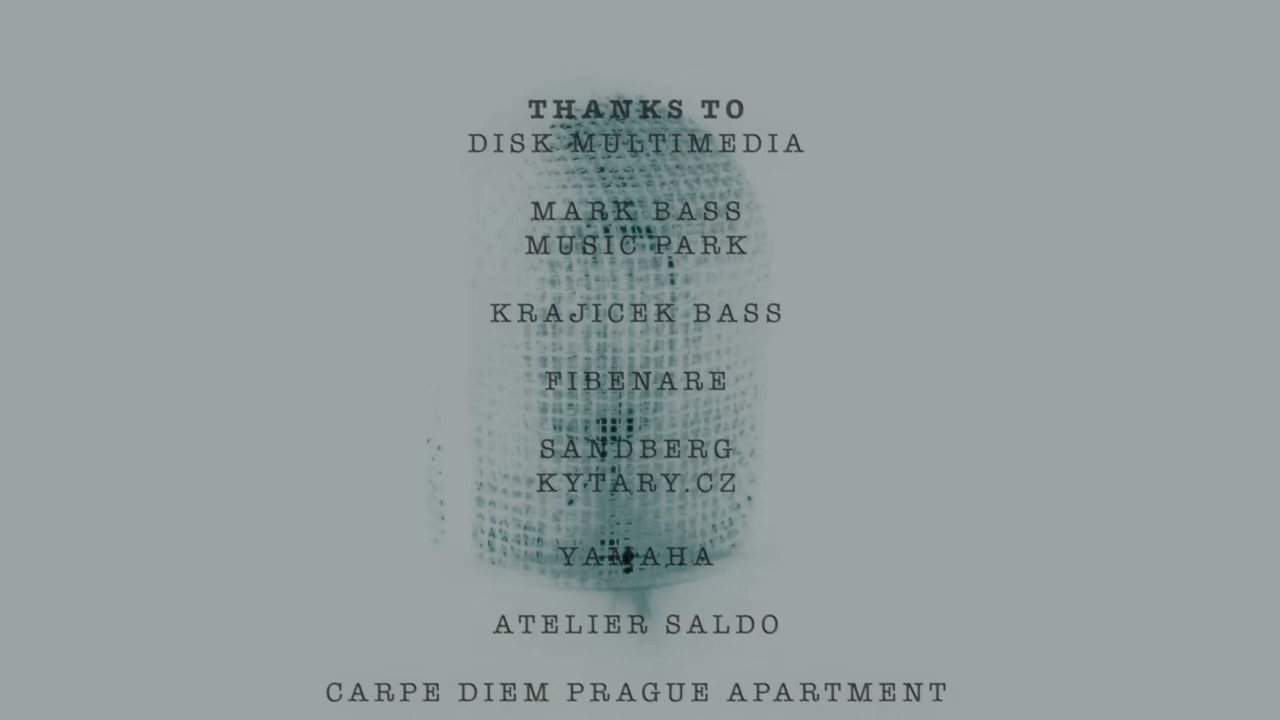 THANKS TO
DISK MULTIMEDIA
MARK BASS
MUSIC PARK
KRAJICEK BASS
FIBENARE
SANDBERG
KYTARY.CZ
YAMAHA
ATELIER SALDO
CARPE DIEM PRAGUE APARTMENT